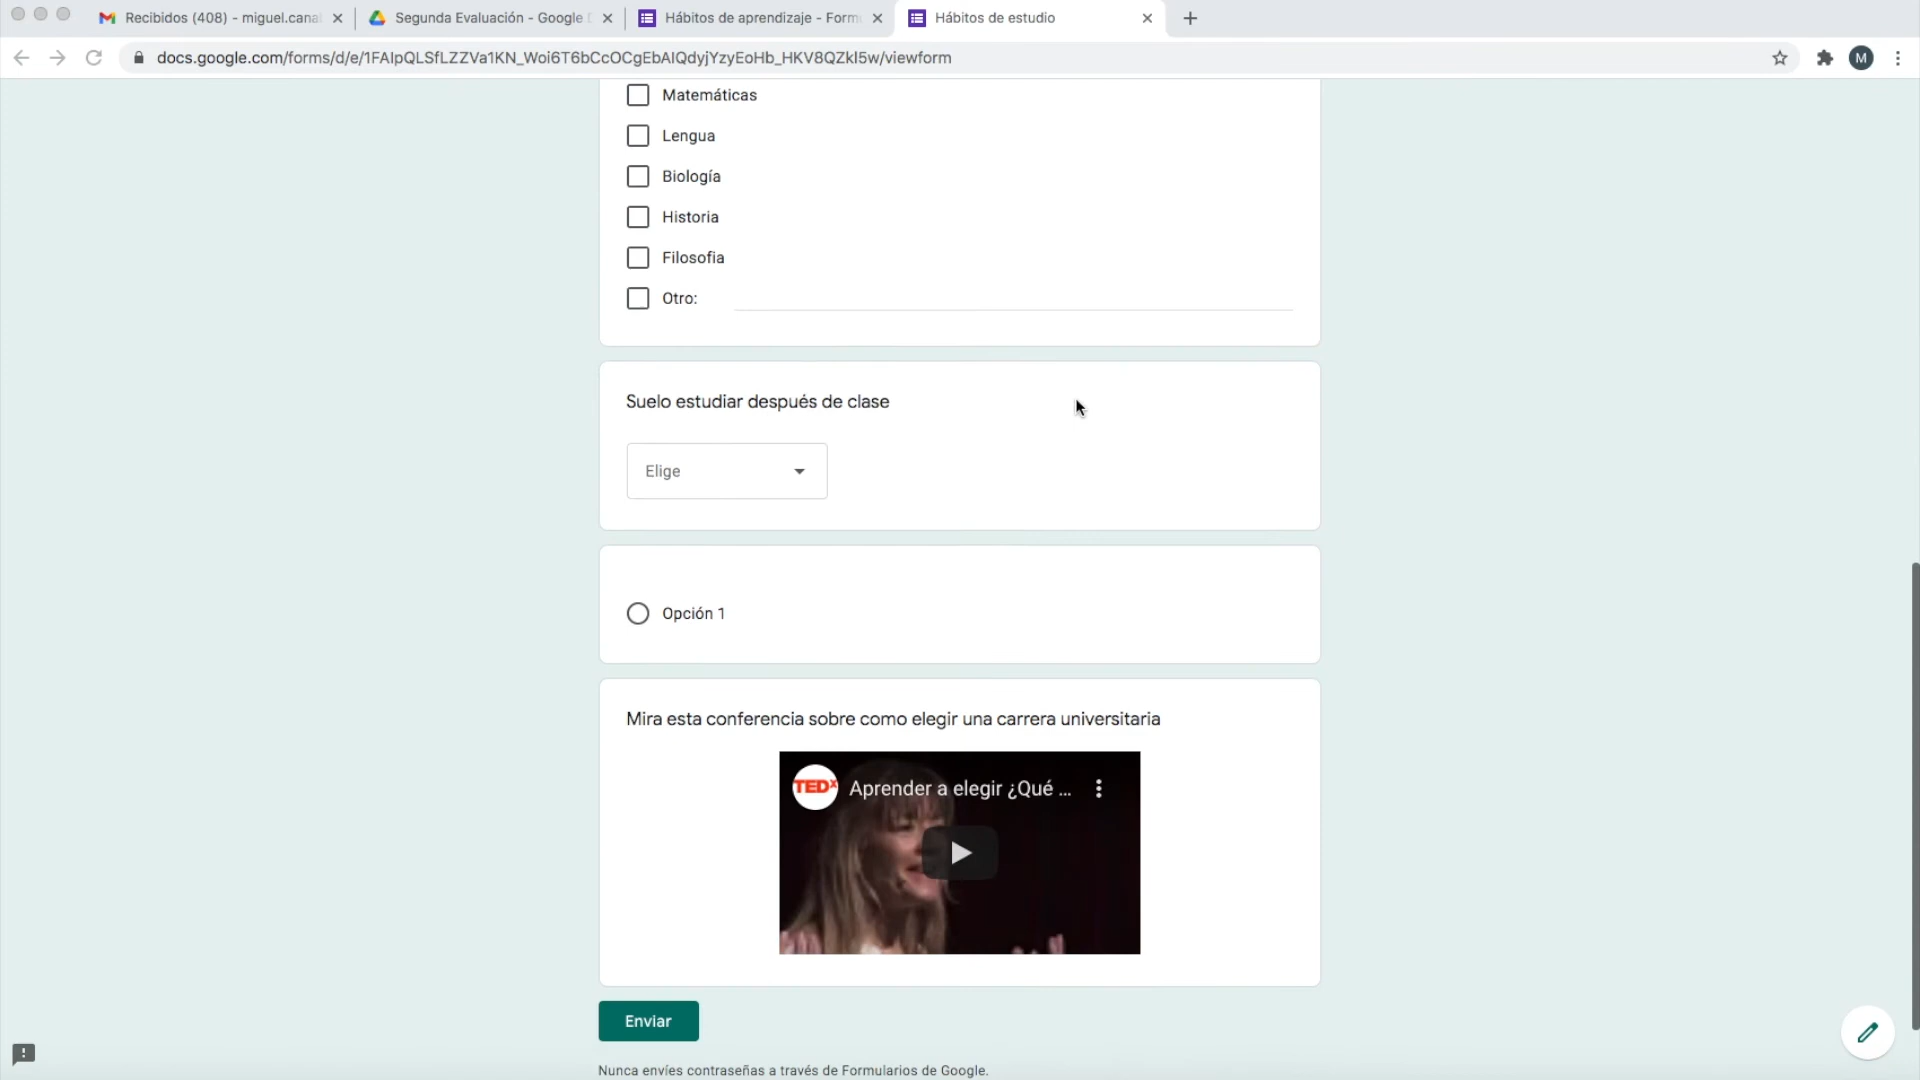 Recibidos (408) - miguel.cana
Segunda Evaluación - Google D
Hábitos de aprendizaje - Form
Hábitos de estudio
docs.google.com/forms/d/e/1FAIpQLSfLZZVa1KN_Woi6T6bCcOCgEbAIQdyjYzyEoHb_HKV8QZkl5w/viewform
M
Matemáticas
Lengua
Biología
Historia
Filosofia
Otro:
Suelo estudiar después de clase
Elige
Opción 1
Mira esta conferencia sobre como elegir una carrera universitaria
TEDx
Aprender a elegir ¿Qué ...
Enviar
Nunca envíes contraseñas a través de Formularios de Google.